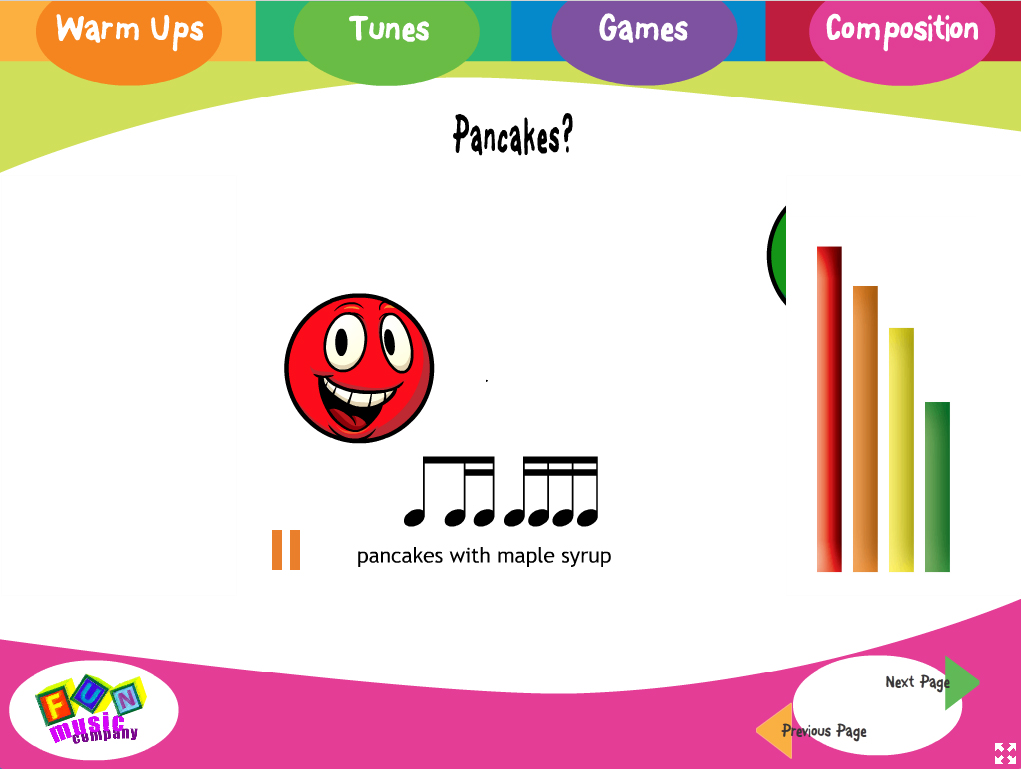 Warm Ups
Tunes
Games
Composition
Pancakes?
pancakes with maple syrup
FUN
music
company
Next Page
Previous Page